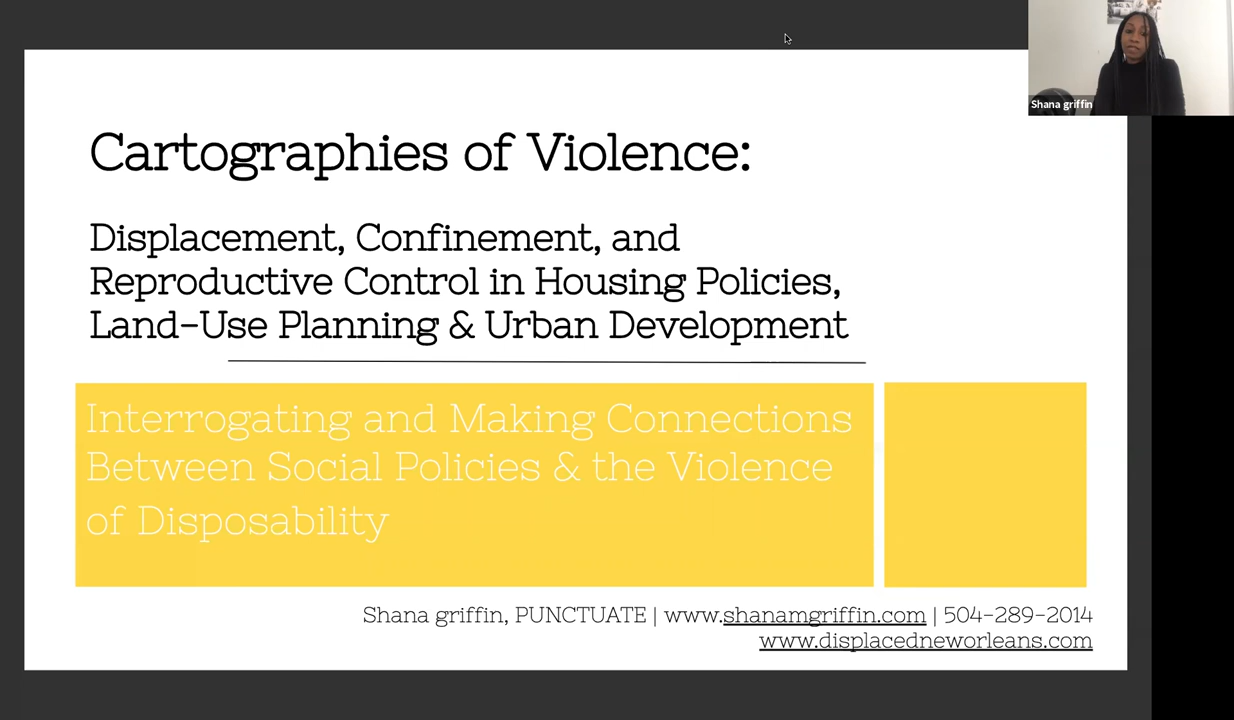 Shana griffin
Cartographies of Violence:
Displacement, Confinement, and
Reproductive Control in Housing Policies,
Land-Use Planning & Urban Development
Interrogating and Making Connections
Between Social Policies & the Violence
of Disposability
Shana griffin, PUNCTUATE | www.shanamgriffin.com | 504-289-2014
www.displacedneworleans.com